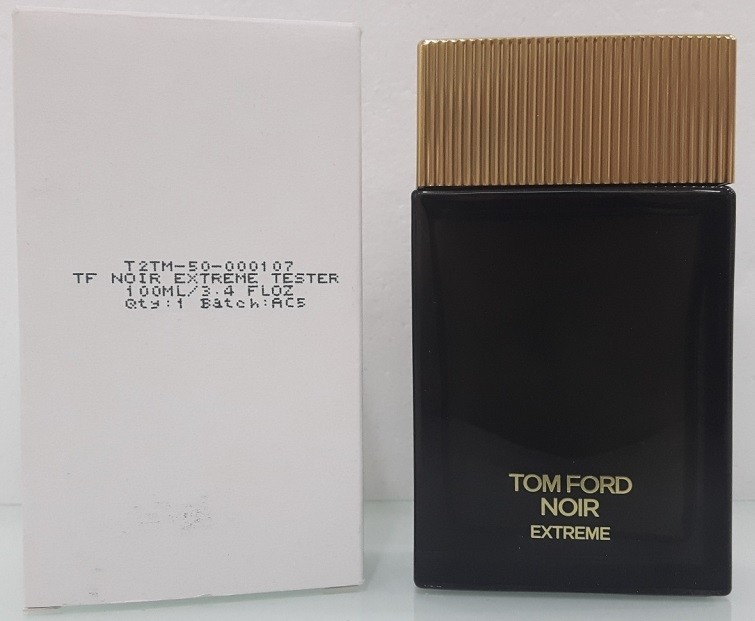 T2TM-50-000107
TF NOIR EXTREME TESTER
100ML/3.4 FLOZ
Qty:1 Batch:AC5
TOM FORD
NOIR
EXTREME